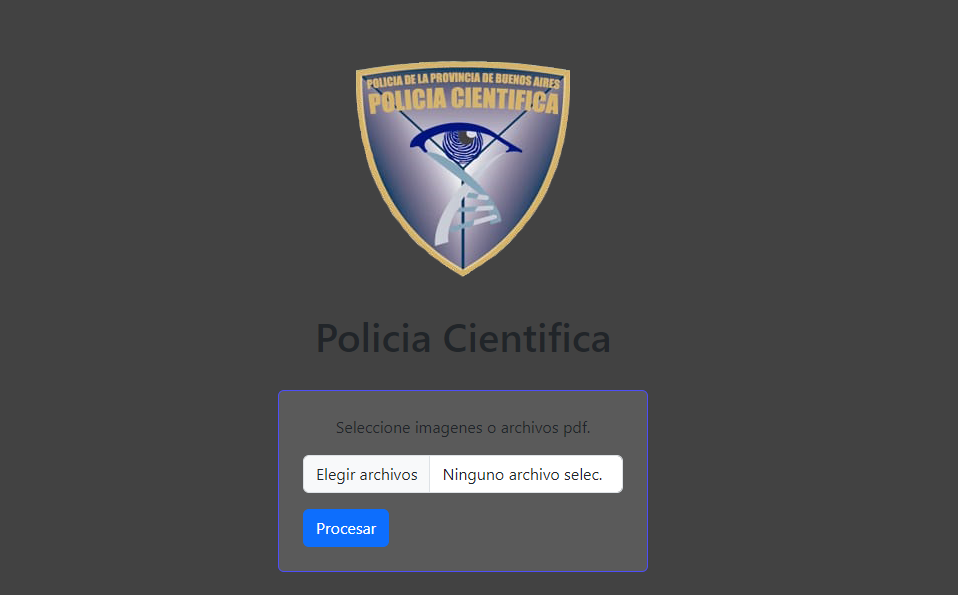 POLICIA DE LA PROVINCIA DE BUENOS AIRES
POLICIA CIENTIFICA
Policia Cientifica
Seleccione imagenes o archivos pdf.
Elegir archivos Ninguno archivo selec.
Procesar